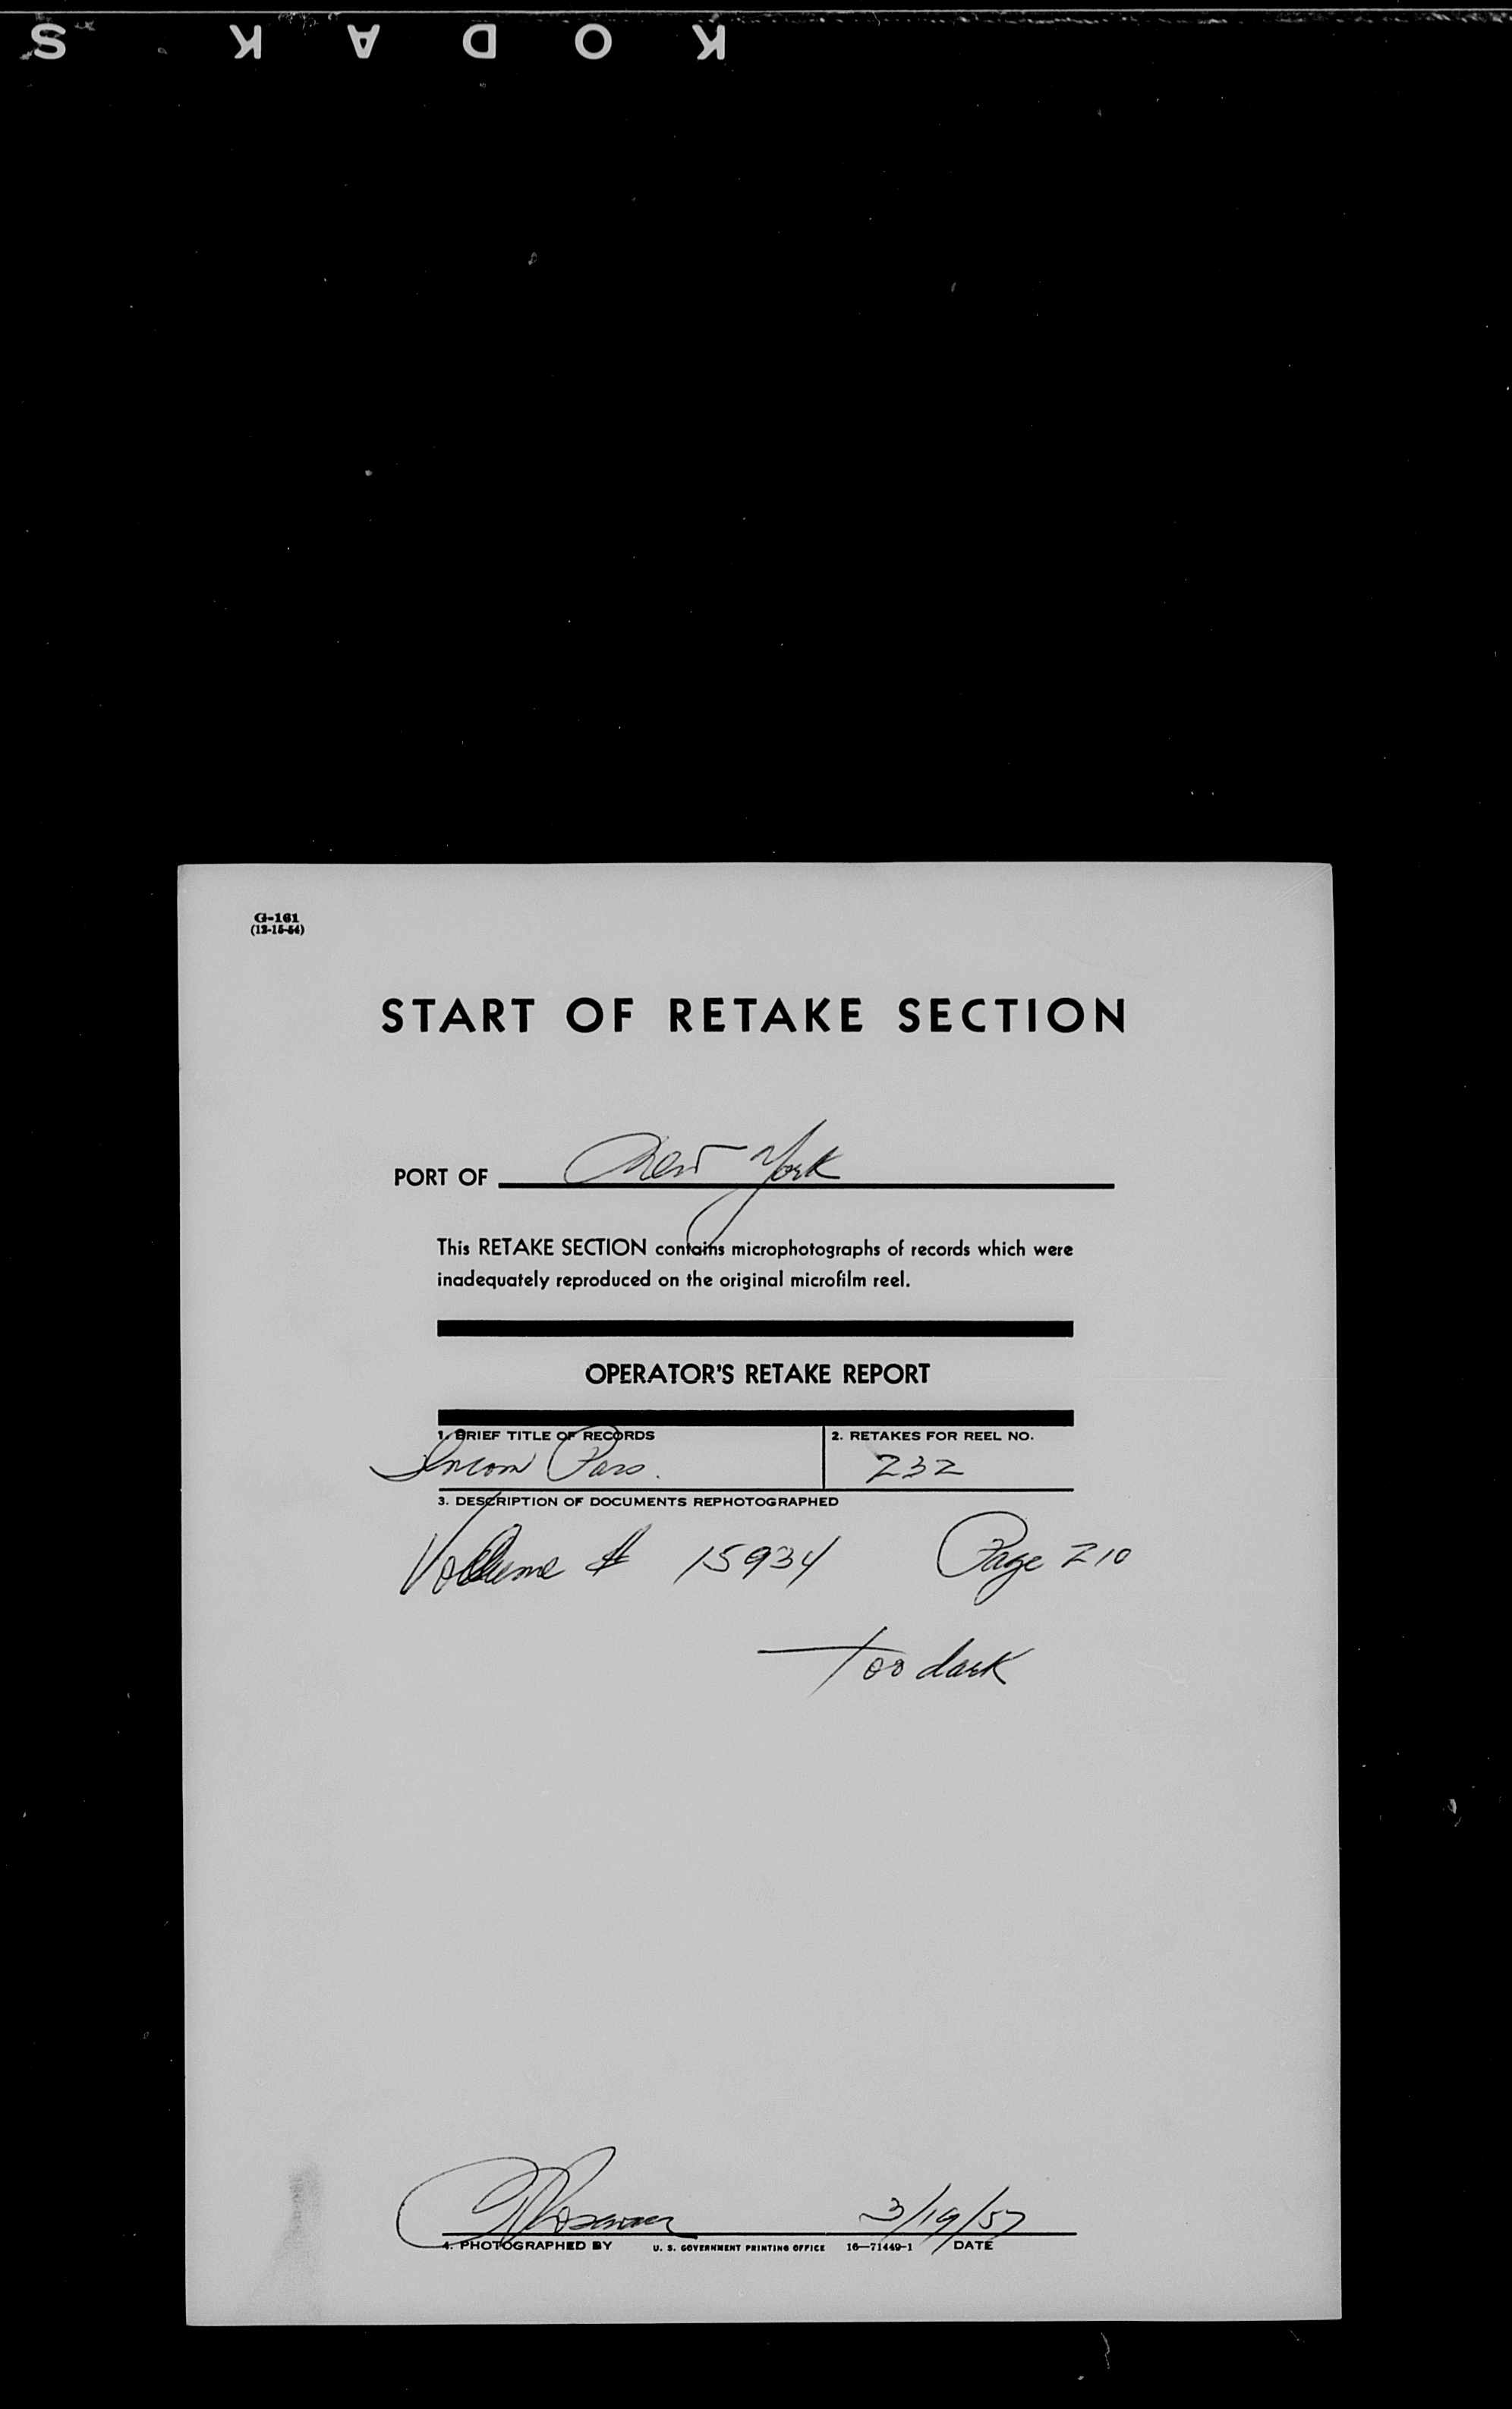 KODAK S
G-161
(12-15-54)
START OF RETAKE SECTION
PORT OF New York
This RETAKE SECTION contains microphotographs of records which were
inadequately reproduced on the original microfilm reel.
OPERATOR'S RETAKE REPORT
1. BRIEF TITLE OF RECORDS 2. RETAKES FOR REEL NO.
Incom Pass. 232
3. DESCRIPTION OF DOCUMENTS REPHOTOGRAPHED
Volume # 15934 Page 210
too dark
3/19/57
4. PHOTOGRAPHED BY U. S. GOVERNMENT PRINTING OFFICE 16—71449-1 DATE